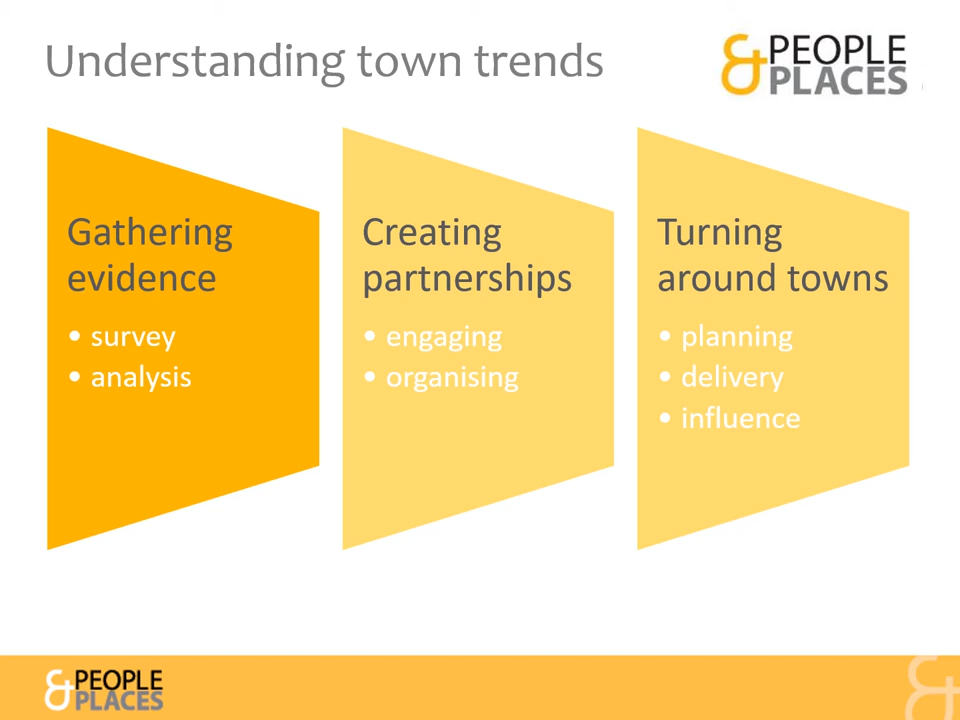 Understanding town trends
& PEOPLE
PLACES
Gathering
evidence
• survey
• analysis
Creating
partnerships
• engaging
• organising
Turning
around towns
• planning
• delivery
• influence
& PEOPLE
PLACES
&